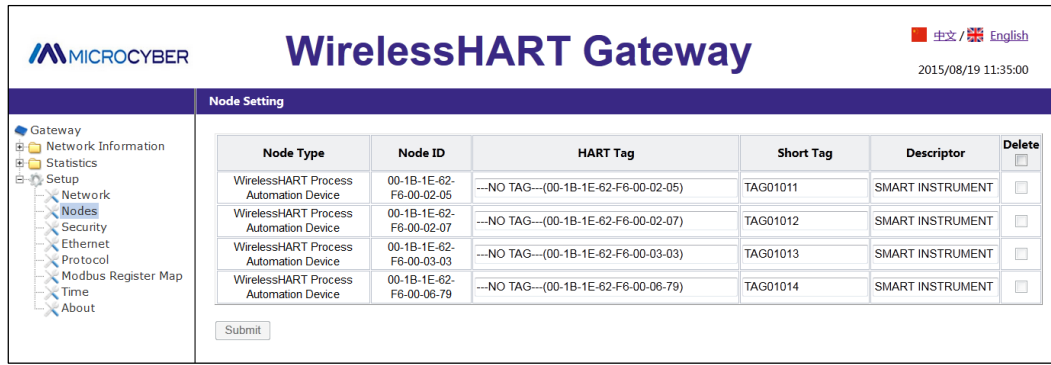 MICROCYBER
WirelessHART Gateway
中文 / English
2015/08/19 11:35:00
Node Setting
Gateway
Network Information
Statistics
Setup
Network
Nodes
Security
Ethernet
Protocol
Modbus Register Map
Time
About
Node Type Node ID HART Tag Short Tag Descriptor Delete
WirelessHART Process
Automation Device
00-1B-1E-62-
F6-00-02-05
---NO TAG---(00-1B-1E-62-F6-00-02-05)
TAG01011
SMART INSTRUMENT
WirelessHART Process
Automation Device
00-1B-1E-62-
F6-00-02-07
---NO TAG---(00-1B-1E-62-F6-00-02-07)
TAG01012
SMART INSTRUMENT
WirelessHART Process
Automation Device
00-1B-1E-62-
F6-00-03-03
---NO TAG---(00-1B-1E-62-F6-00-03-03)
TAG01013
SMART INSTRUMENT
WirelessHART Process
Automation Device
00-1B-1E-62-
F6-00-06-79
---NO TAG---(00-1B-1E-62-F6-00-06-79)
TAG01014
SMART INSTRUMENT
Submit